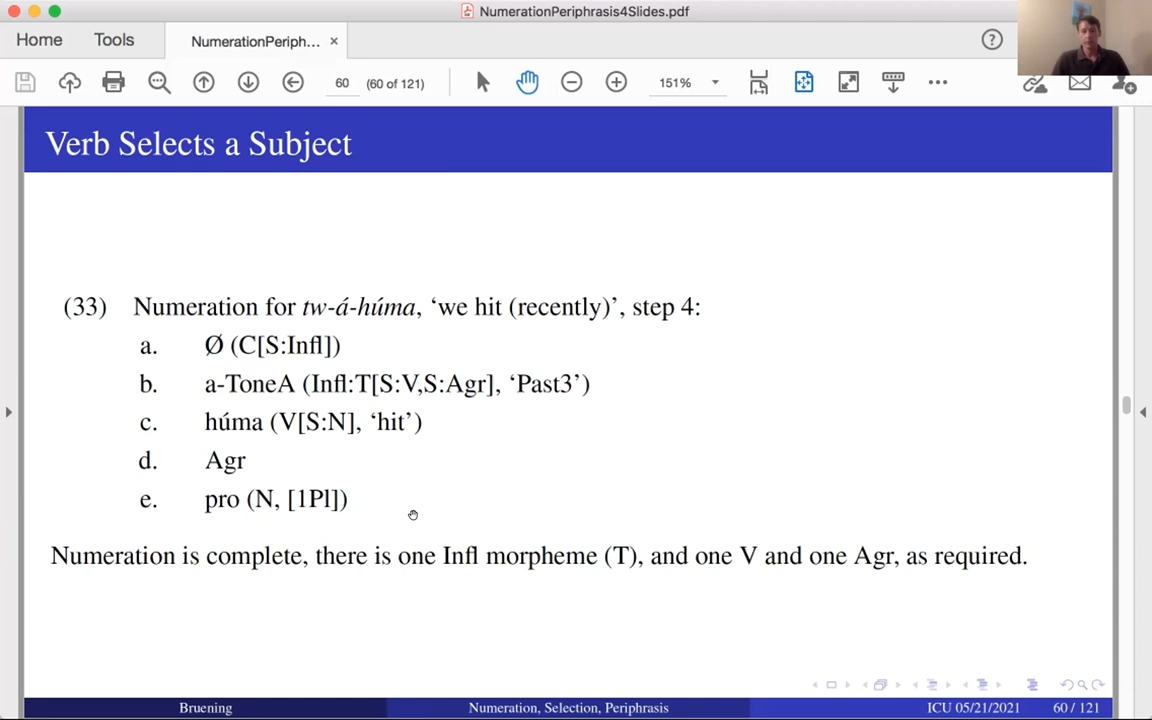 NumerationPeriphrasis4Slides.pdf
Home Tools NumerationPeriph... ×
60 (60 of 121) 151%
Verb Selects a Subject
(33) Numeration for tw-á-húma, ‘we hit (recently)’, step 4:
a. Ø (C[S:Infl])
b. a-ToneA (Infl:T[S:V,S:Agr], ‘Past3’)
c. húma (V[S:N], ‘hit’)
d. Agr
e. pro (N, [1Pl])
Numeration is complete, there is one Infl morpheme (T), and one V and one Agr, as required.
Bruening Numeration, Selection, Periphrasis ICU 05/21/2021 60 / 121